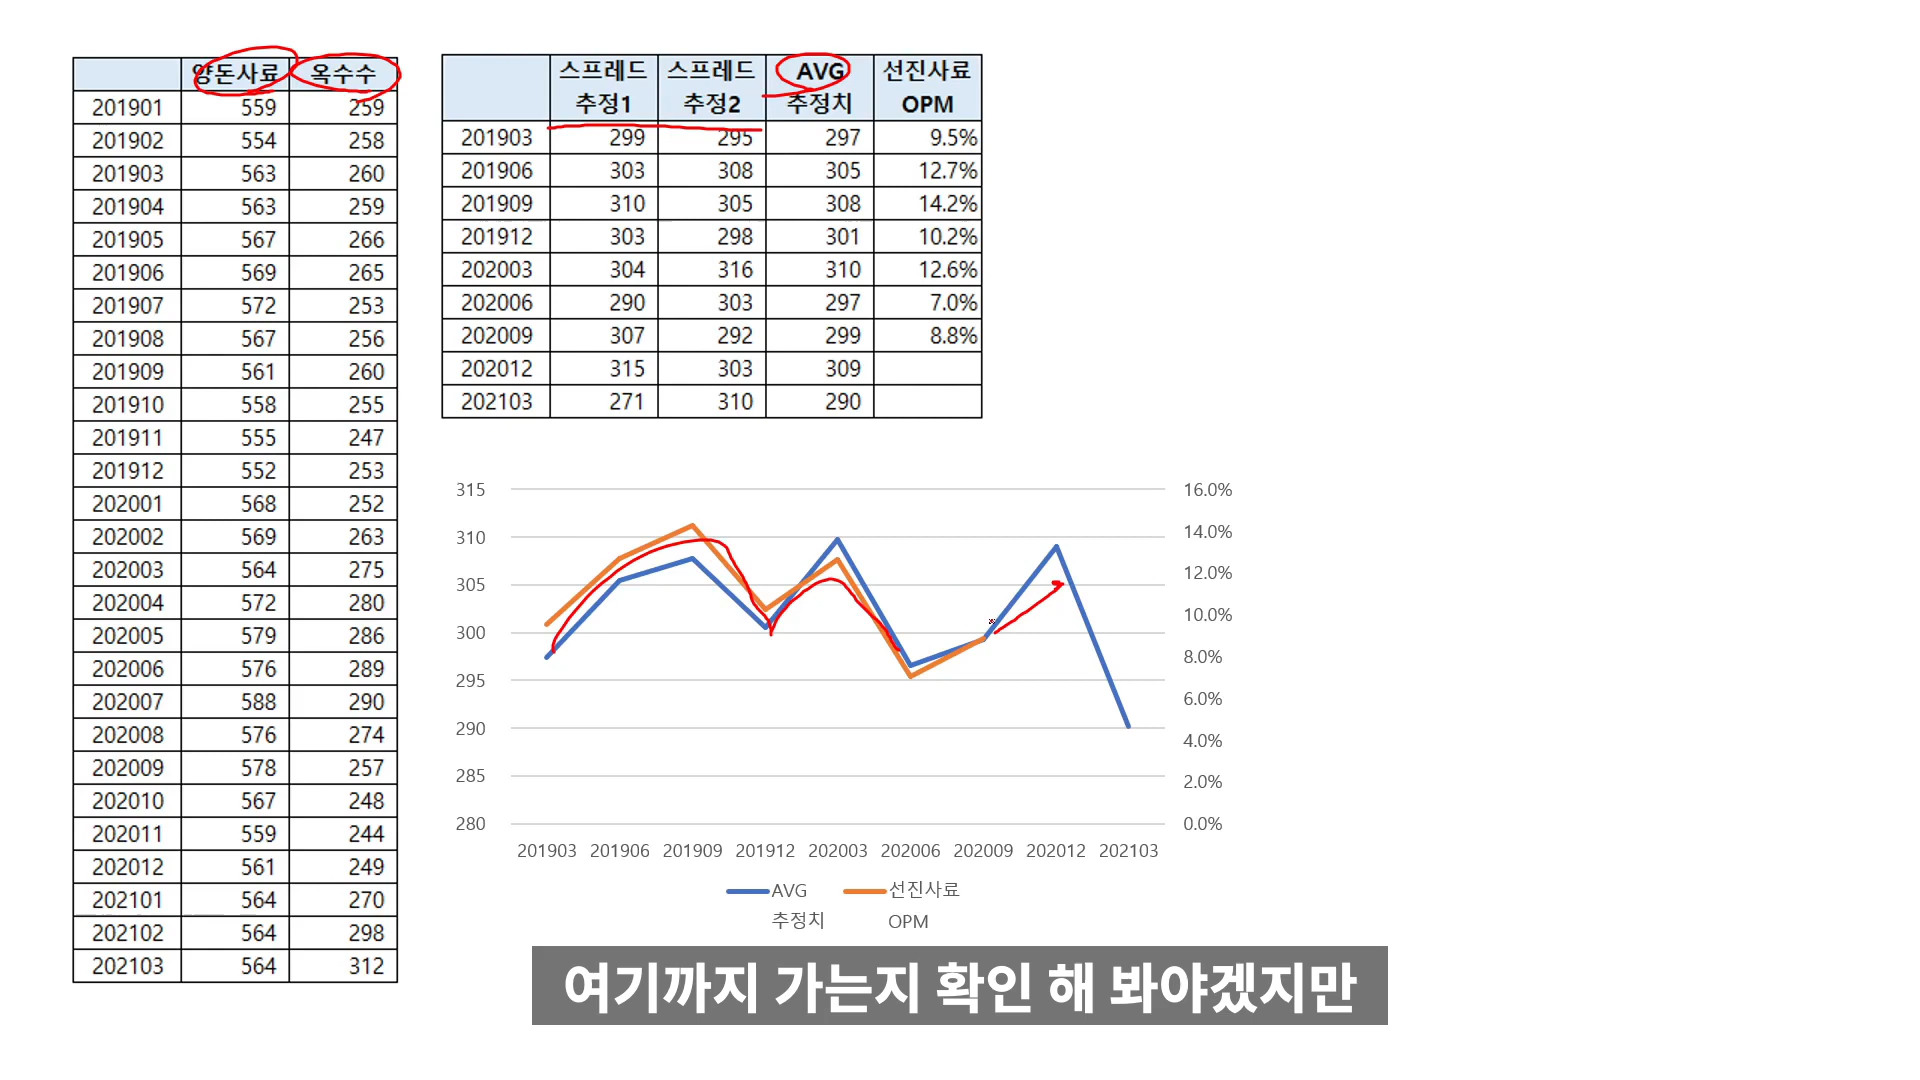 양돈사료 옥수수
201901 559 259
201902 554 258
201903 563 260
201904 563 259
201905 567 266
201906 569 265
201907 572 253
201908 567 256
201909 561 260
201910 558 255
201911 555 247
201912 552 253
202001 568 252
202002 569 263
202003 564 275
202004 572 280
202005 579 286
202006 576 289
202007 588 290
202008 576 274
202009 578 257
202010 567 248
202011 559 244
202012 561 249
202101 564 270
202102 564 298
202103 564 312
스프레드 스프레드 AVG 선진사료
추정1 추정2 추정치 OPM
201903 299 295 297 9.5%
201906 303 308 305 12.7%
201909 310 305 308 14.2%
201912 303 298 301 10.2%
202003 304 316 310 12.6%
202006 290 303 297 7.0%
202009 307 292 299 8.8%
202012 315 303 309
202103 271 310 290
315 16.0%
310 14.0%
305 12.0%
300 10.0%
295 8.0%
290 6.0%
285 4.0%
280 2.0%
0.0%
201903 201906 201909 201912 202003 202006 202009 202012 202103
AVG 선진사료
추정치 OPM
여기까지 가는지 확인 해 봐야겠지만